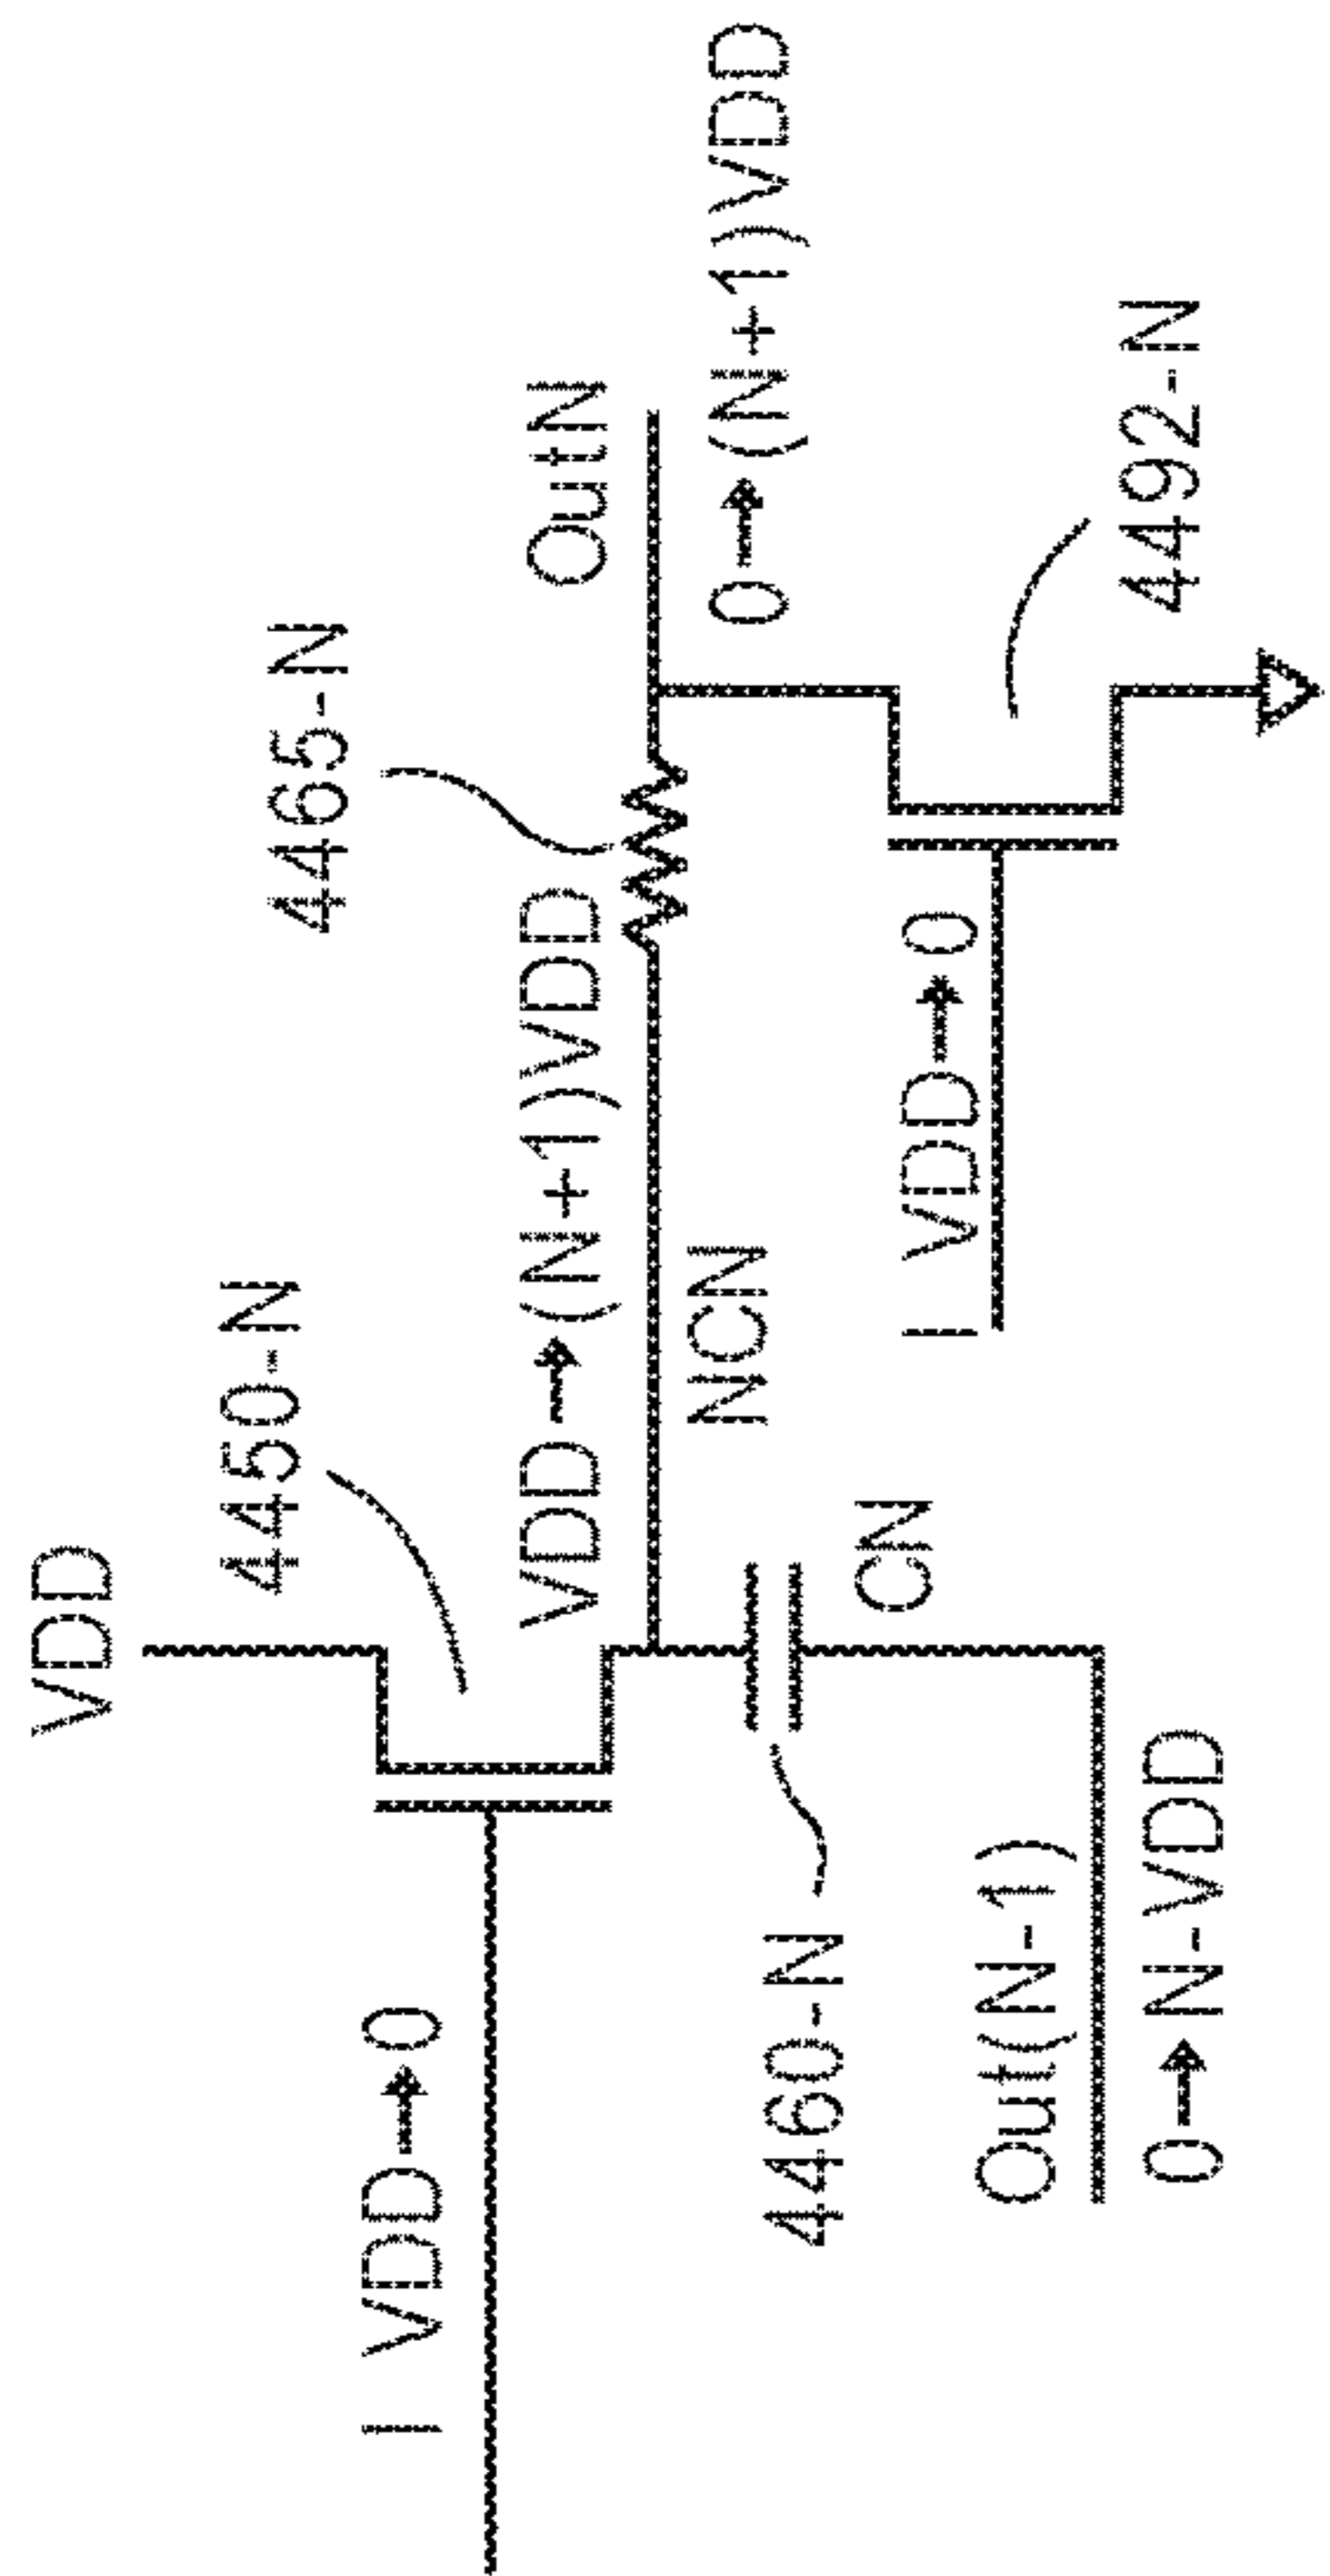 VDD
I VDD→0
4450-N
4465-N
VDD→(N+1)VDD
OutN
NCN
0→(N+1)VDD
4460-N
CN
I VDD→0
Out(N-1)
4492-N
0→N-VDD